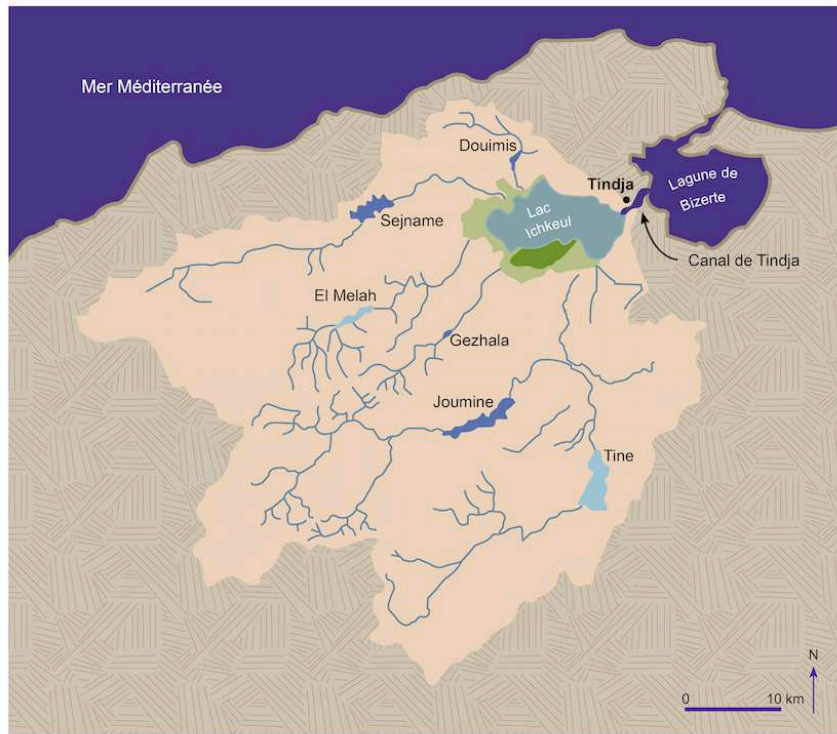 Mer Méditerranée
Douimis
Tindja
Lagune de
Bizerte
Lac
Ichkeul
Sejname
Canal de Tindja
El Melah
Gezhala
Joumine
Tine
N
0 10 km